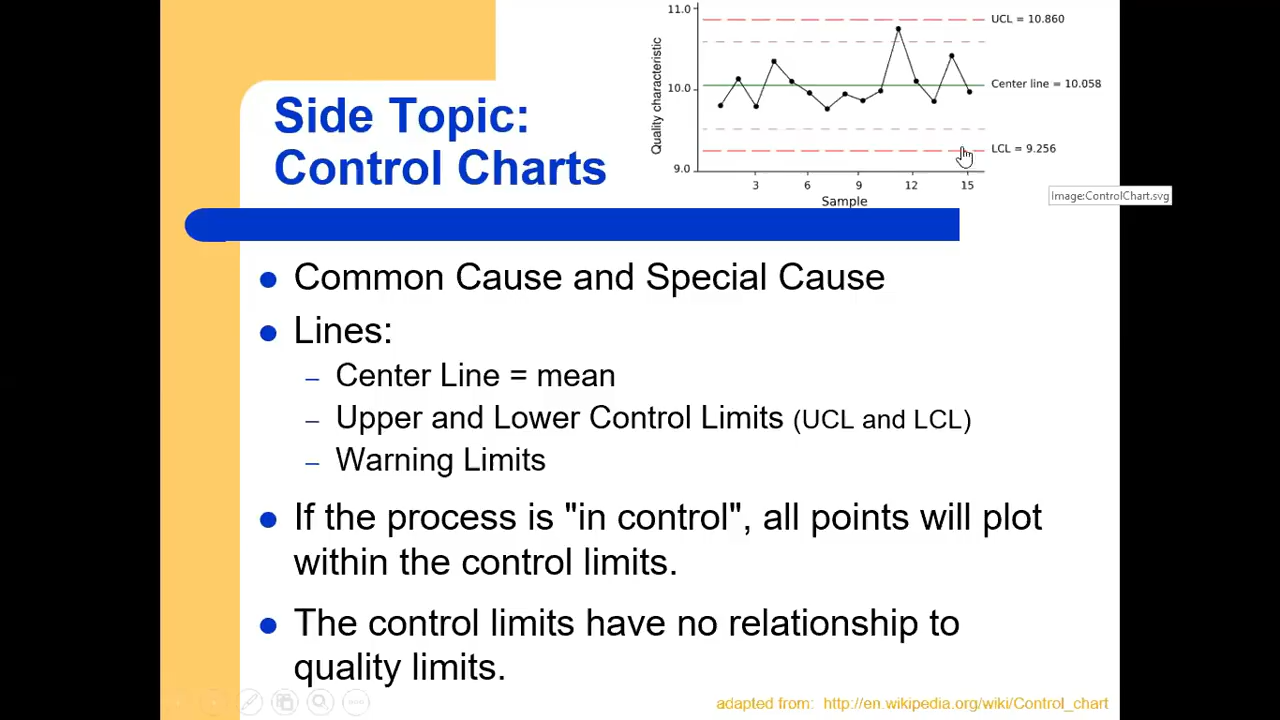 11.0
UCL = 10.860
Quality characteristic
10.0
Center line = 10.058
LCL = 9.256
9.0
3 6 9 12 15
Sample
Image:ControlChart.svg
Side Topic:
Control Charts
Common Cause and Special Cause
Lines:
– Center Line = mean
– Upper and Lower Control Limits (UCL and LCL)
– Warning Limits
If the process is "in control", all points will plot
within the control limits.
The control limits have no relationship to
quality limits.
adapted from: http://en.wikipedia.org/wiki/Control_chart